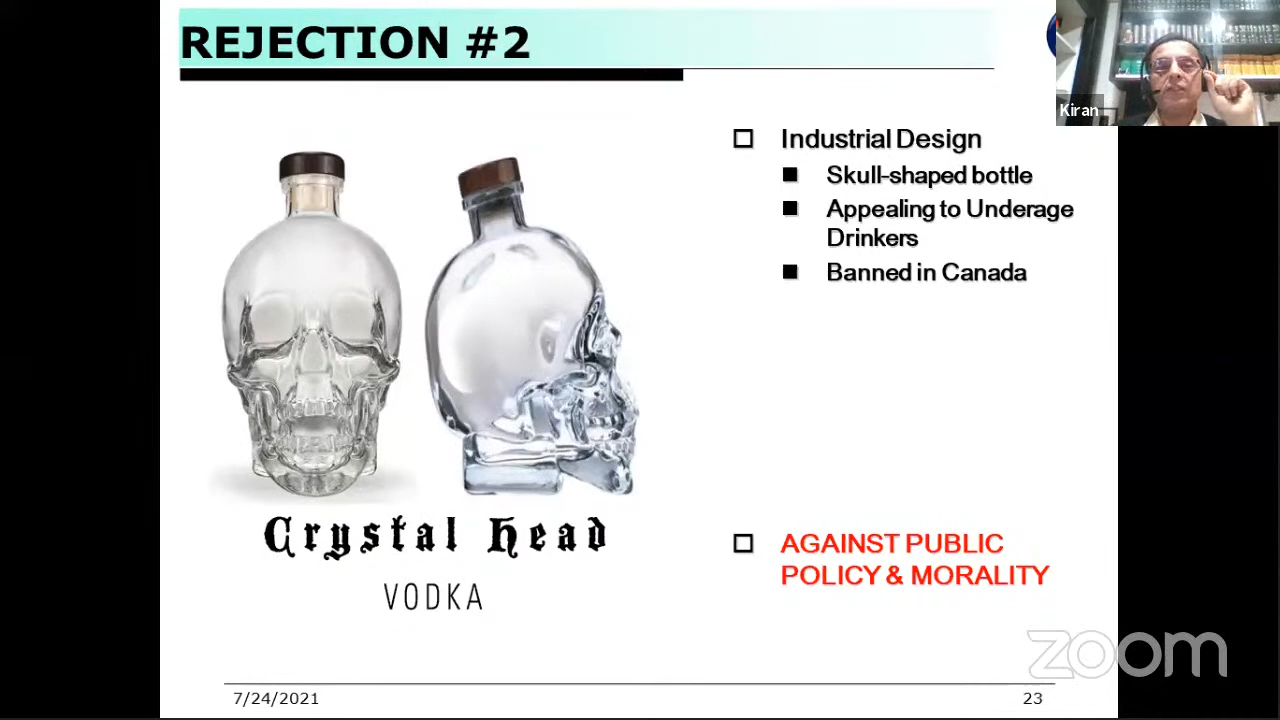 REJECTION #2
Kiran
Industrial Design
Skull-shaped bottle
Appealing to Underage
Drinkers
Banned in Canada
Crystal Head
VODKA
AGAINST PUBLIC
POLICY & MORALITY
zoom
7/24/2021
23